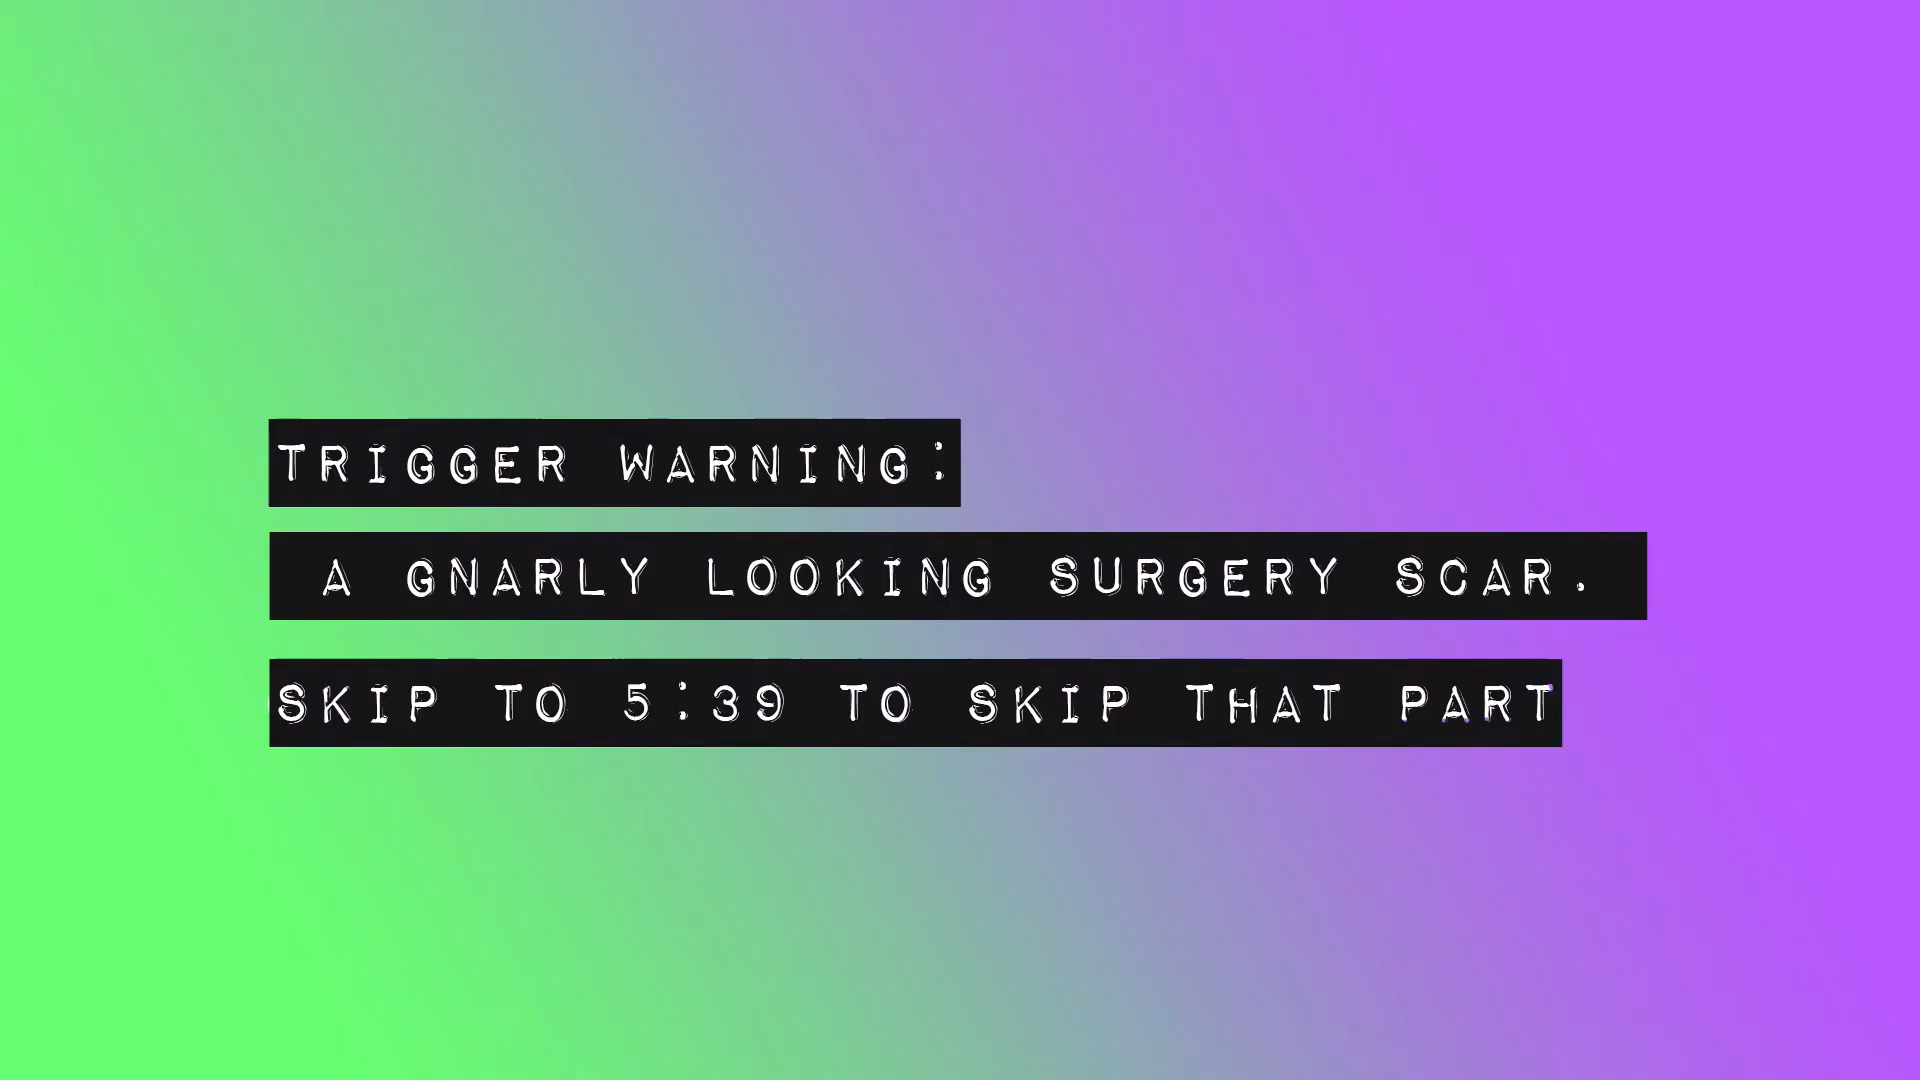 TRIGGER WARNING:
A GNARLY LOOKING SURGERY SCAR.
SKIP TO 5:39 TO SKIP THAT PART